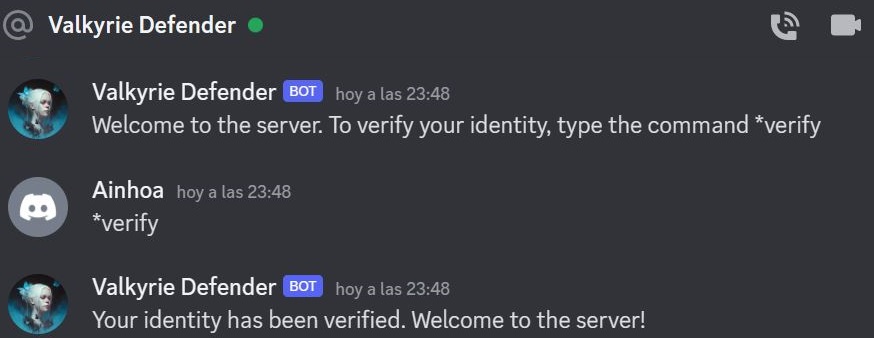 @ Valkyrie Defender
Valkyrie Defender BOT hoy a las 23:48
Welcome to the server. To verify your identity, type the command *verify
Ainhoa hoy a las 23:48
*verify
Valkyrie Defender BOT hoy a las 23:48
Your identity has been verified. Welcome to the server!